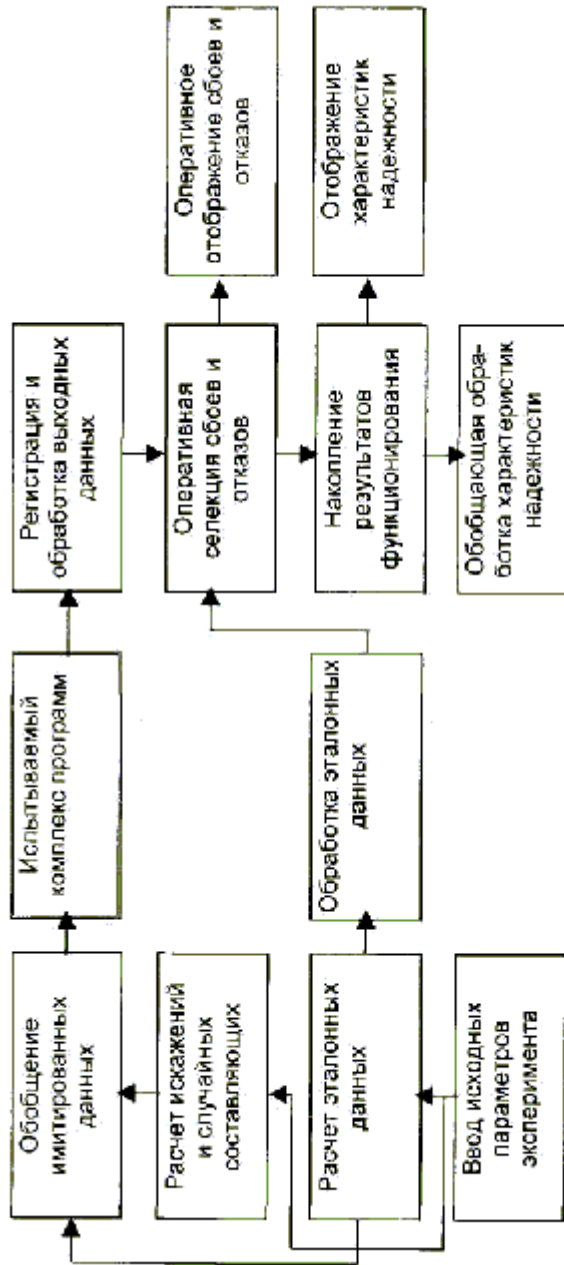 Обобщение
имитированных
данных
Испытываемый
комплекс программ
Регистрация и
обработка выходных
данных
Расчет искажений
и случайных
составляющих
Оперативная
селекция сбоев и
отказов
Оперативное
отображение сбоев и
отказов
Расчет эталонных
данных
Обработка эталонных
данных
Накопление
результатов
функционирования
Отображение
характеристик
надежности
Ввод исходных
параметров
эксперимента
Обобщающая обра-
ботка характеристик
надежности